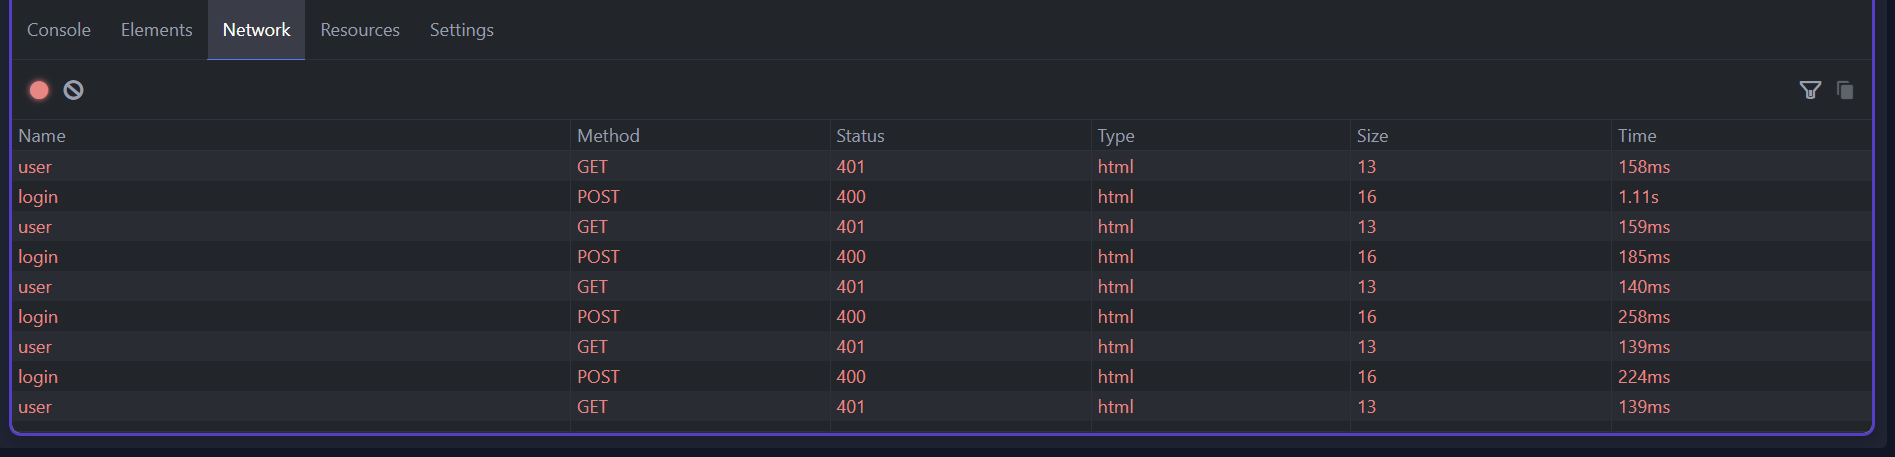 Console Elements Network Resources Settings
Name Method Status Type Size Time
user GET 401 html 13 158ms
login POST 400 html 16 1.11s
user GET 401 html 13 159ms
login POST 400 html 16 185ms
user GET 401 html 13 140ms
login POST 400 html 16 258ms
user GET 401 html 13 139ms
login POST 400 html 16 224ms
user GET 401 html 13 139ms